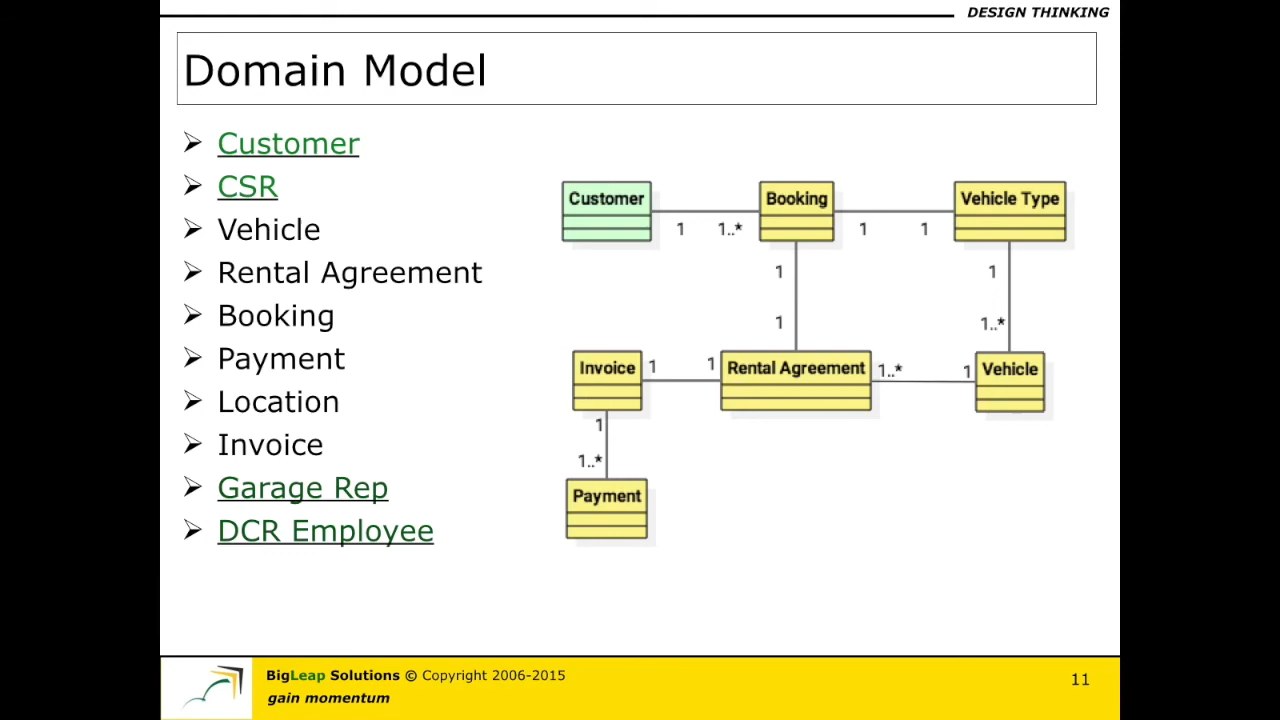 DESIGN THINKING
Domain Model
Customer
CSR
Vehicle
Rental Agreement
Booking
Payment
Location
Invoice
Garage Rep
DCR Employee
Customer
1
1..*
Booking
1
1
Vehicle Type
1
1
1
1..*
Invoice
1
1
Rental Agreement
1..*
1
Vehicle
1
1..*
Payment
BigLeap Solutions © Copyright 2006-2015
gain momentum
11